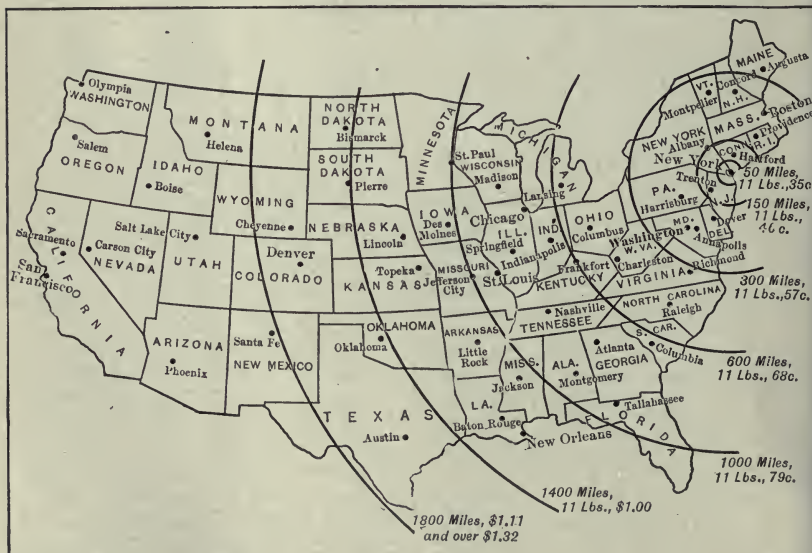 MAINE
Augusta
VT.
Concord
Montpelier
N.H.
Olympia
WASHINGTON
MONTANA
Helena
NORTH
DAKOTA
Bismarck
MINNESOTA
MICHIGAN
MASS.
Boston
Providence
CONN.
R.I.
Hartford
NEW YORK
Albany
New York
50 Miles,
11 Lbs., 35c.
Salem
OREGON
IDAHO
Boise
SOUTH
DAKOTA
Pierre
St. Paul
WISCONSIN
Madison
Lansing
Trenton
PA.
Harrisburg
N.J.
150 Miles,
11 Lbs.,
46c.
WYOMING
Cheyenne
NEBRASKA
Lincoln
IOWA
Des
Moines
Chicago
ILL.
Springfield
IND.
Indianapolis
OHIO
Columbus
MD.
Dover
DEL.
Annapolis
Washington
W. VA.
Charleston
Richmond
VIRGINIA
300 Miles,
11 Lbs., 57c.
Sacramento
San
Francisco
CALIFORNIA
Carson City
NEVADA
Salt Lake
City
UTAH
Denver
COLORADO
Topeka
KANSAS
MISSOURI
Jefferson
City
St. Louis
Frankfort
KENTUCKY
NORTH CAROLINA
Raleigh
ARIZONA
Phoenix
Santa Fe
NEW MEXICO
OKLAHOMA
Oklahoma
ARKANSAS
Little
Rock
Nashville
TENNESSEE
S. CAR.
Columbia
600 Miles,
11 Lbs., 68c.
TEXAS
Austin
LA.
Baton Rouge
New Orleans
MISS.
Jackson
ALA.
Montgomery
Atlanta
GEORGIA
Tallahassee
FLORIDA
1000 Miles,
11 Lbs., 79c.
1400 Miles,
11 Lbs., $1.00
1800 Miles, $1.11
and over $1.32